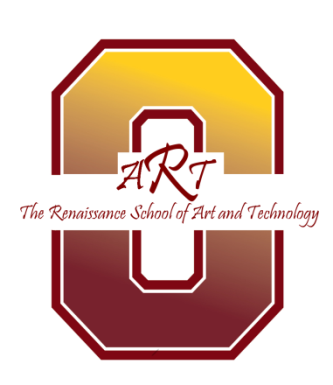 O
ART
The Renaissance School of Art and Technology